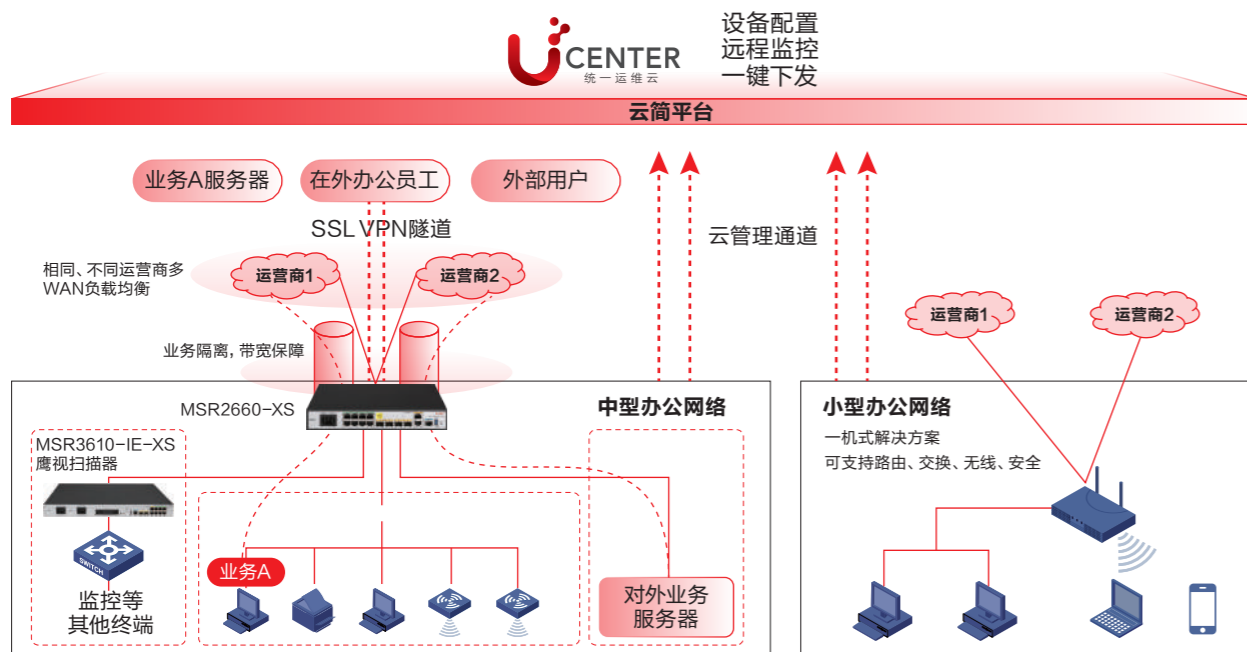 UCENTER
统一运维云
设备配置
远程监控
一键下发
云简平台
业务A服务器
在外办公员工
外部用户
SSL VPN隧道
云管理通道
相同、不同运营商多
WAN负载均衡
运营商1
运营商2
运营商1
运营商2
业务隔离，带宽保障
MSR2660-XS
中型办公网络
小型办公网络
一机式解决方案
可支持路由、交换、无线、安全
MSR3610-IE-XS
鹰视扫描器
SWITCH
监控等
其他终端
业务A
对外业务
服务器